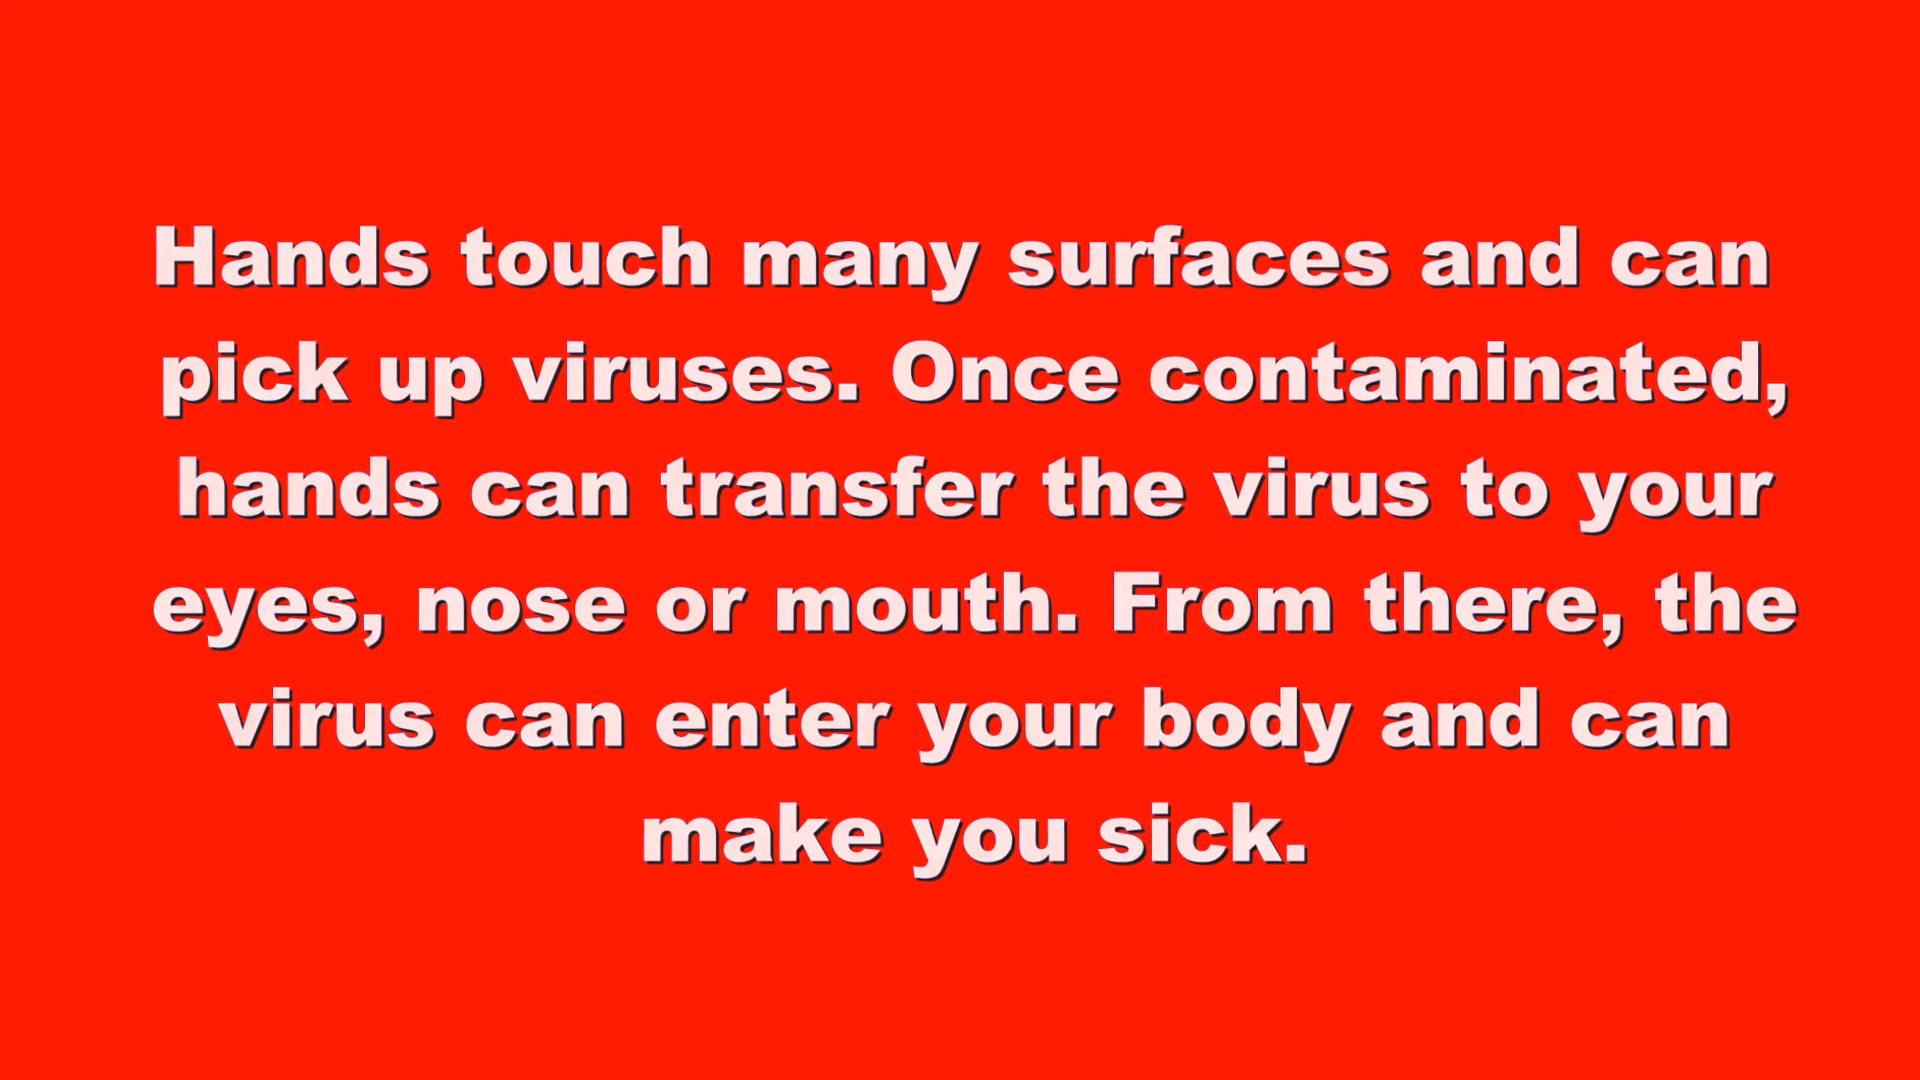 Hands touch many surfaces and can
pick up viruses. Once contaminated,
hands can transfer the virus to your
eyes, nose or mouth. From there, the
virus can enter your body and can
make you sick.